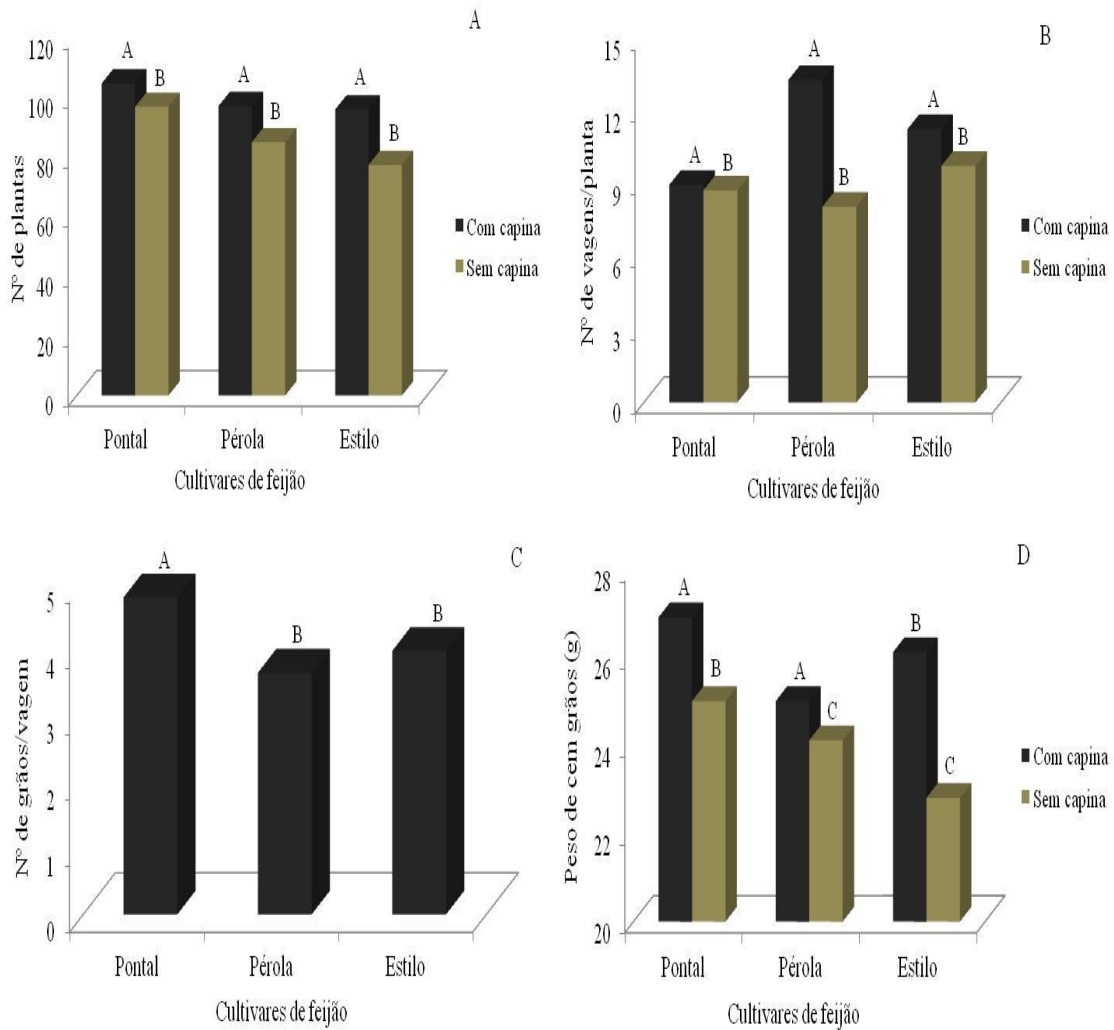 A
Nº de plantas
120
100
80
60
40
20
0
A
B
A
B
A
B
Com capina
Sem capina
Pontal
Pérola
Estilo
Cultivares de feijão
B
Nº de vagens/planta
15
12
9
6
3
0
A
B
A
B
A
B
Com capina
Sem capina
Pontal
Pérola
Estilo
Cultivares de feijão
C
Nº de grãos/vagem
5
4
3
2
1
0
A
B
B
Pontal
Pérola
Estilo
Cultivares de feijão
D
Peso de cem grãos (g)
28
26
24
22
20
A
B
A
C
B
C
Com capina
Sem capina
Pontal
Pérola
Estilo
Cultivares de feijão